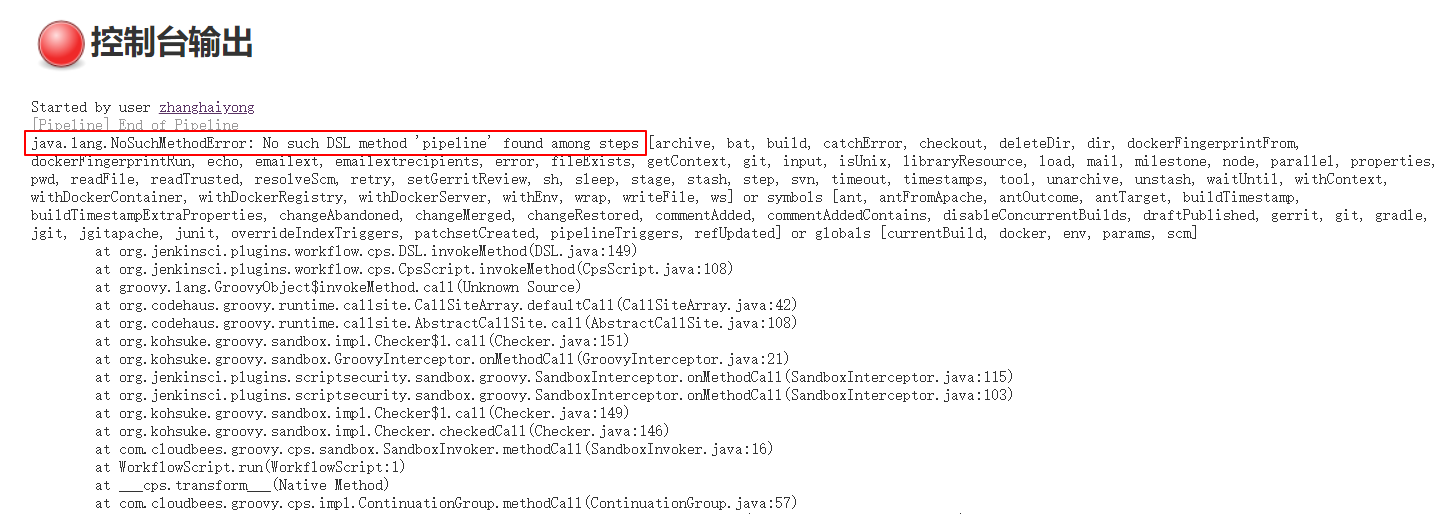 控制台输出
Started by user zhanghaiyong
[Pipeline] End of Pipeline
java.lang.NoSuchMethodError: No such DSL method 'pipeline' found among steps [archive, bat, build, catchError, checkout, deleteDir, dir, dockerFingerprintFrom,
dockerFingerprintRun, echo, emailext, emailextrecipients, error, fileExists, getContext, git, input, isUnix, libraryResource, load, mail, milestone, node, parallel, properties,
pwd, readFile, readTrusted, resolveScm, retry, setGerritReview, sh, sleep, stage, stash, step, svn, timeout, timestamps, tool, unarchive, unstash, waitUntil, withContext,
withDockerContainer, withDockerRegistry, withDockerServer, withEnv, wrap, writeFile, ws] or symbols [ant, antFromApache, antOutcome, antTarget, buildTimestamp,
buildTimestampExtraProperties, changeAbandoned, changeMerged, changeRestored, commentAdded, commentAddedContains, disableConcurrentBuilds, draftPublished, gerrit, git, gradle,
jgit, jgitapache, junit, overrideIndexTriggers, patchsetCreated, pipelineTriggers, refUpdated] or globals [currentBuild, docker, env, params, scm]
at org.jenkinsci.plugins.workflow.cps.DSL.invokeMethod(DSL.java:149)
at org.jenkinsci.plugins.workflow.cps.CpsScript.invokeMethod(CpsScript.java:108)
at groovy.lang.GroovyObject$invokeMethod.call(Unknown Source)
at org.codehaus.groovy.runtime.callsite.CallSiteArray.defaultCall(CallSiteArray.java:42)
at org.codehaus.groovy.runtime.callsite.AbstractCallSite.call(AbstractCallSite.java:108)
at org.kohsuke.groovy.sandbox.impl.Checker$1.call(Checker.java:151)
at org.kohsuke.groovy.sandbox.GroovyInterceptor.onMethodCall(GroovyInterceptor.java:21)
at org.jenkinsci.plugins.scriptsecurity.sandbox.groovy.SandboxInterceptor.onMethodCall(SandboxInterceptor.java:115)
at org.jenkinsci.plugins.scriptsecurity.sandbox.groovy.SandboxInterceptor.onMethodCall(SandboxInterceptor.java:103)
at org.kohsuke.groovy.sandbox.impl.Checker$1.call(Checker.java:149)
at org.kohsuke.groovy.sandbox.impl.Checker.checkedCall(Checker.java:146)
at com.cloudbees.groovy.cps.sandbox.SandboxInvoker.methodCall(SandboxInvoker.java:16)
at WorkflowScript.run(WorkflowScript:1)
at ___cps.transform___(Native Method)
at com.cloudbees.groovy.cps.impl.ContinuationGroup.methodCall(ContinuationGroup.java:57)